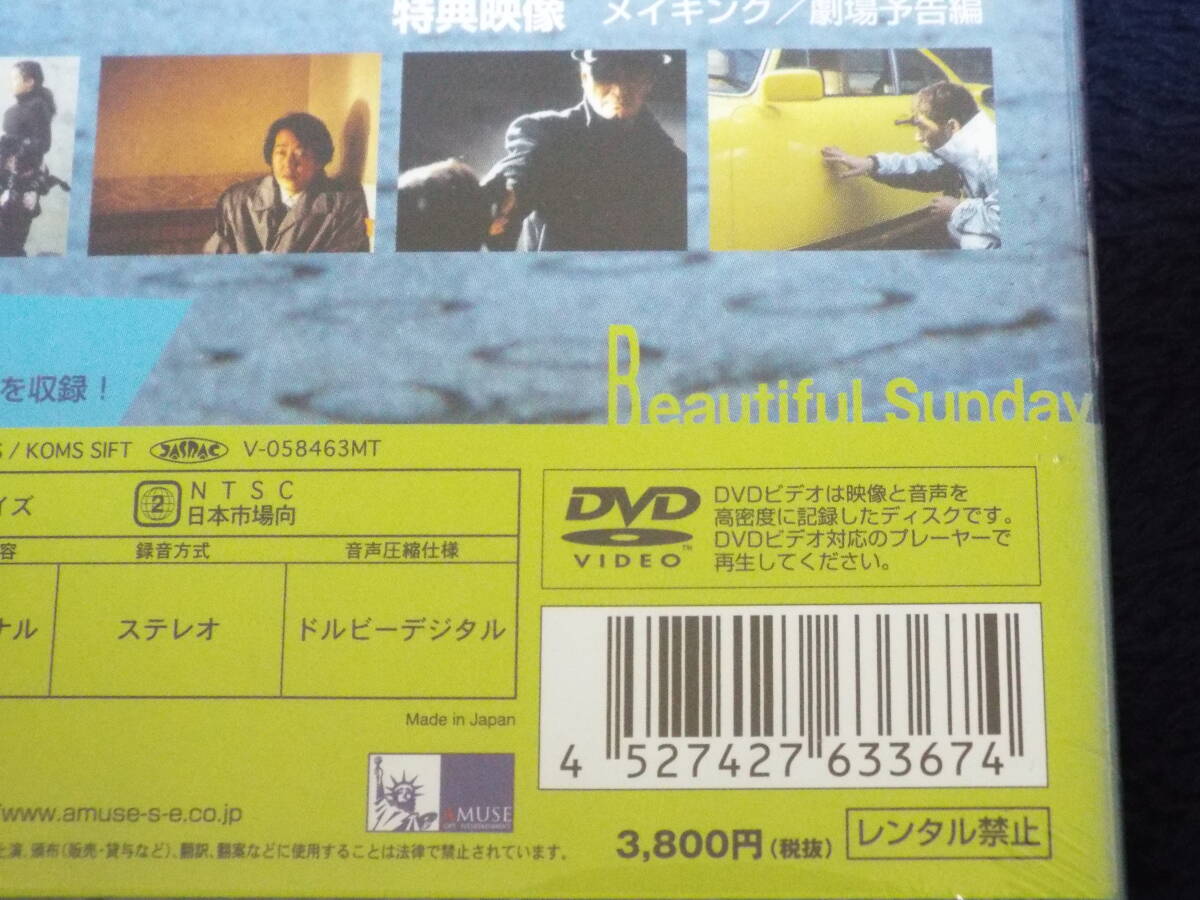 特典映像 メイキング／劇場予告編
を収録！
Beautiful Sunday
S / KOMS SIFT JASRAC V-058463MT
イズ
2 NTSC
日本市場向
容 録音方式 音声圧縮仕様
ナル ステレオ ドルビーデジタル
DVD
VIDEO™
DVDビデオは映像と音声を
高密度に記録したディスクです。
DVDビデオ対応のプレーヤーで
再生してください。
Made in Japan
4 527427 633674
AMUSE
/www.amuse-s-e.co.jp
3,800円(税抜) レンタル禁止
上演、頒布(販売・貸与など)、翻訳、翻案などに使用することは法律で禁止されています。